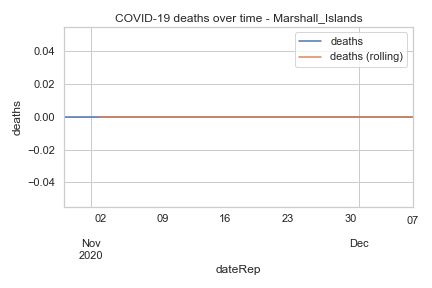 COVID-19 deaths over time - Marshall_Islands
deaths
deaths (rolling)
deaths
0.04
0.02
0.00
−0.02
−0.04
02 09 16 23 30 07
Nov Dec
2020
dateRep